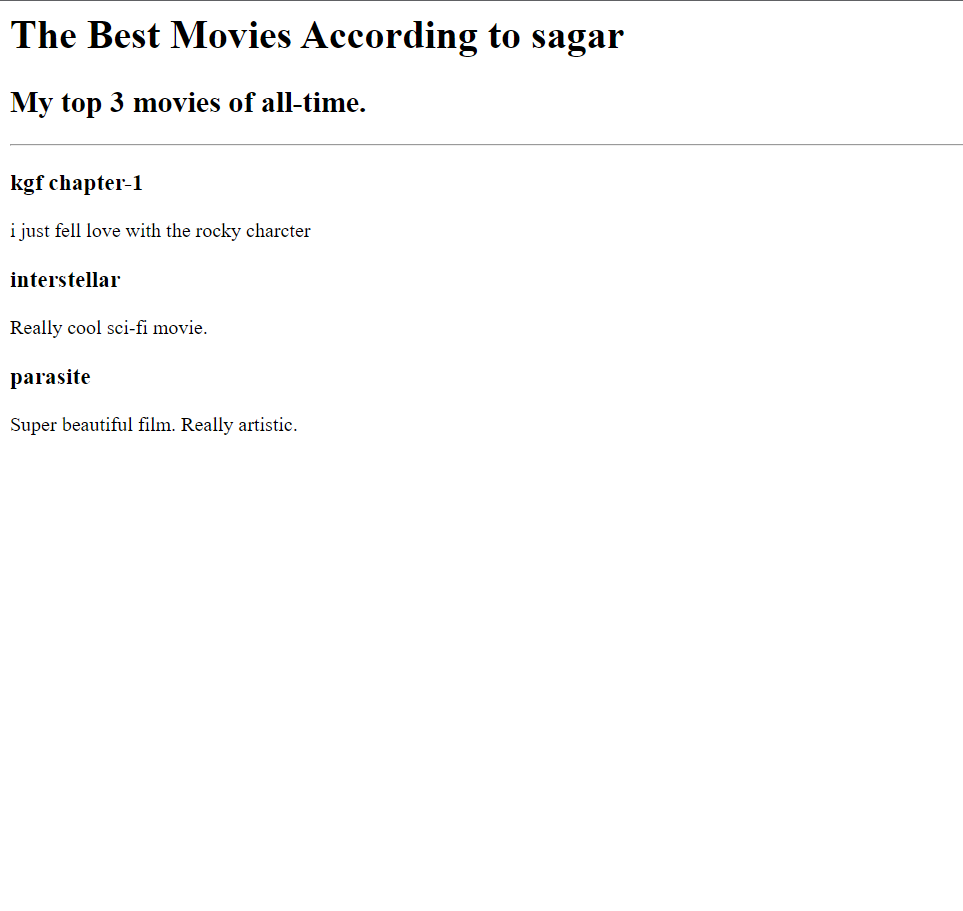 The Best Movies According to sagar
My top 3 movies of all-time.
kgf chapter-1
i just fell love with the rocky charcter
interstellar
Really cool sci-fi movie.
parasite
Super beautiful film. Really artistic.